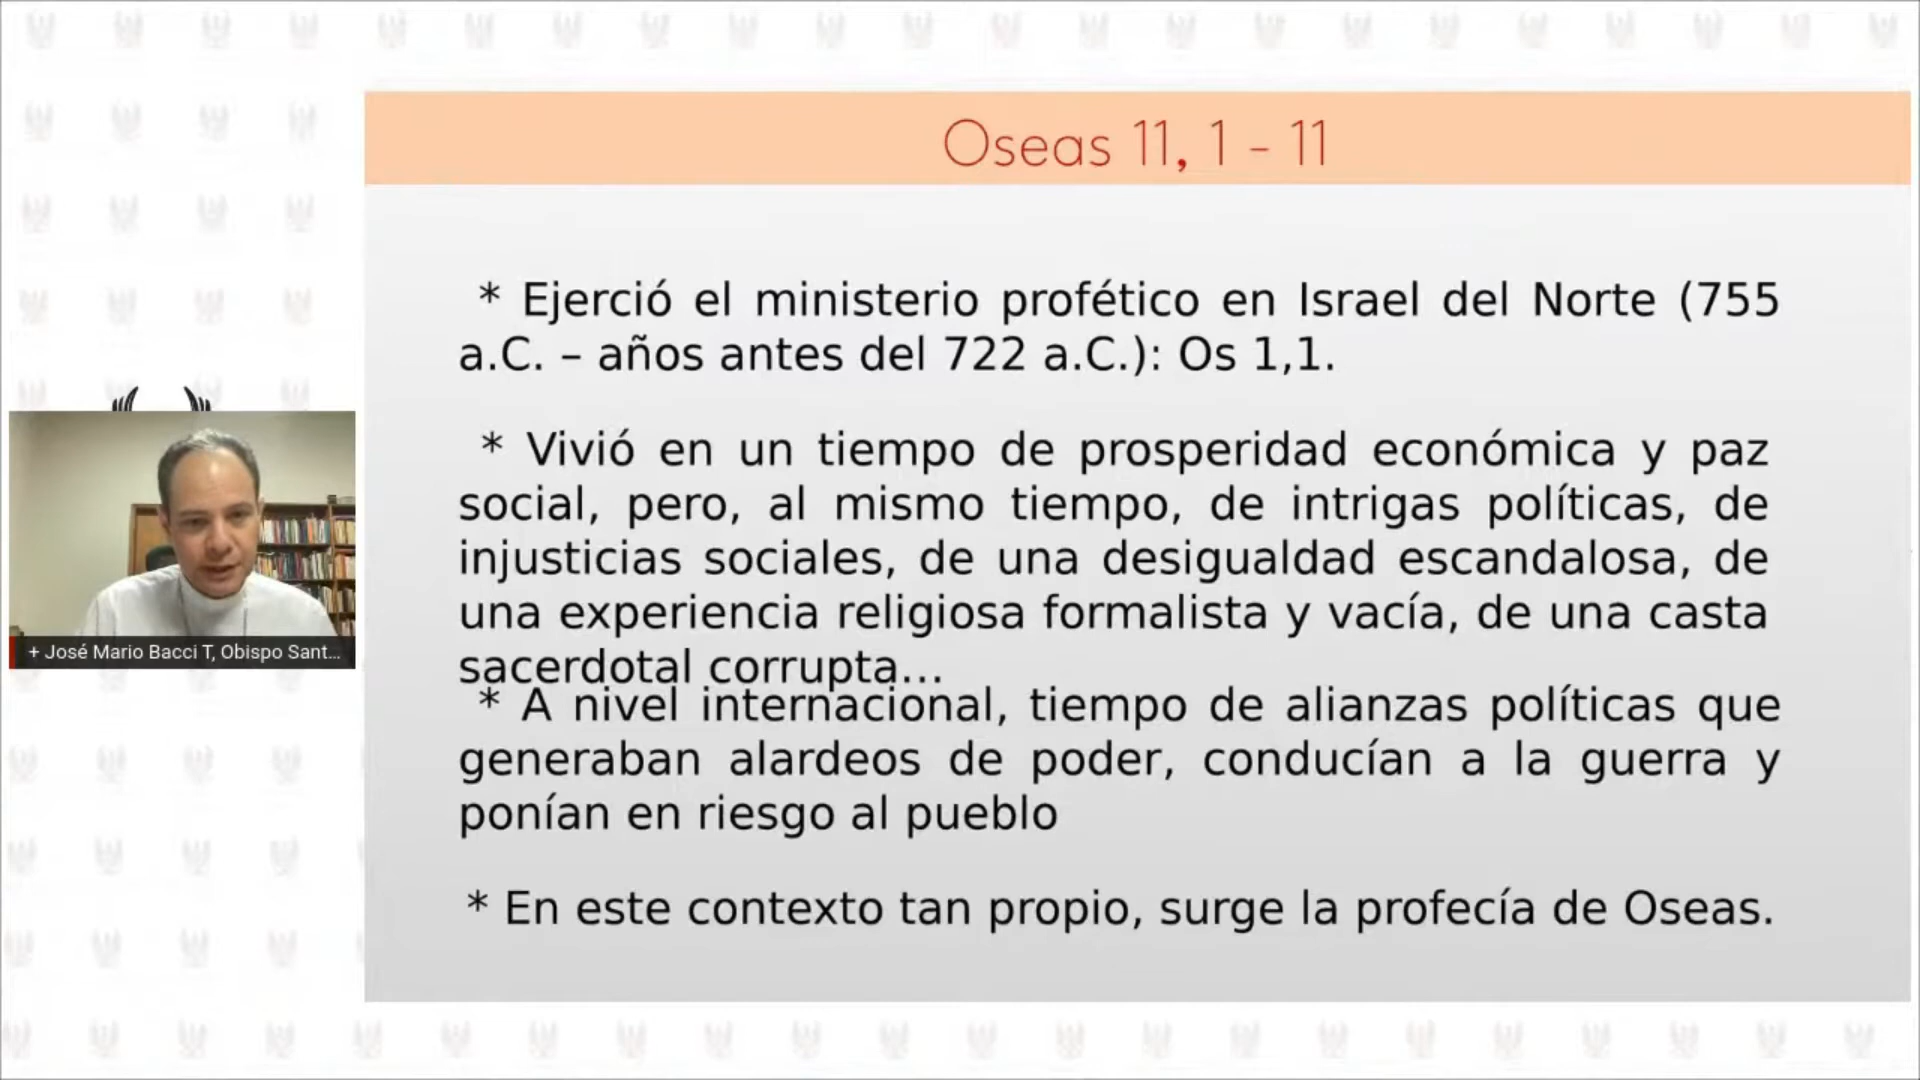 Oseas 11, 1 - 11
* Ejerció el ministerio profético en Israel del Norte (755
a.C. – años antes del 722 a.C.): Os 1,1.
* Vivió en un tiempo de prosperidad económica y paz
social, pero, al mismo tiempo, de intrigas políticas, de
injusticias sociales, de una desigualdad escandalosa, de
una experiencia religiosa formalista y vacía, de una casta
sacerdotal corrupta...
* A nivel internacional, tiempo de alianzas políticas que
generaban alardeos de poder, conducían a la guerra y
ponían en riesgo al pueblo
* En este contexto tan propio, surge la profecía de Oseas.
+ José Mario Bacci T, Obispo Sant...